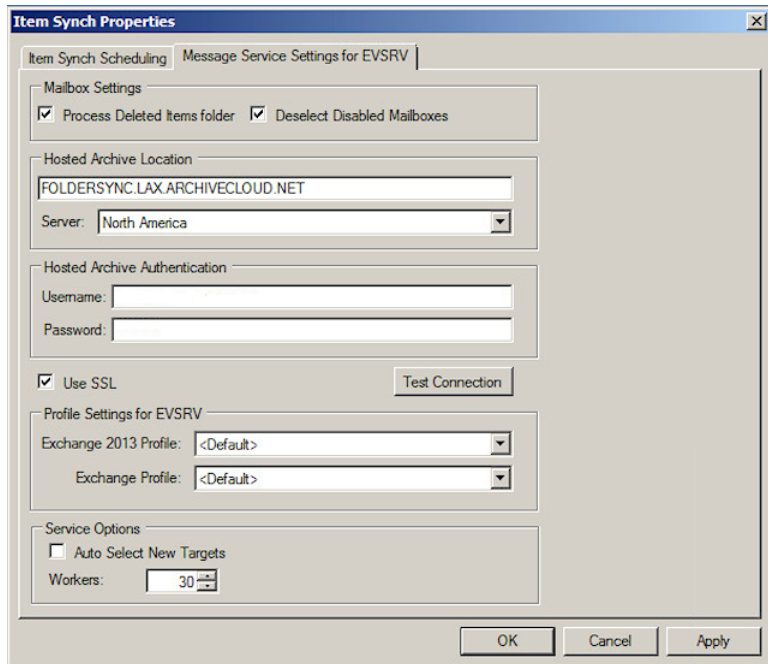 Item Synch Properties
Item Synch Scheduling
Message Service Settings for EVSRV
Mailbox Settings
Process Deleted Items folder
Deselect Disabled Mailboxes
Hosted Archive Location
FOLDERSYNC.LAX.ARCHIVECLOUD.NET
Server: North America
Hosted Archive Authentication
Username:
Password:
Use SSL
Test Connection
Profile Settings for EVSRV
Exchange 2013 Profile: <Default>
Exchange Profile: <Default>
Service Options
Auto Select New Targets
Workers: 30
OK
Cancel
Apply